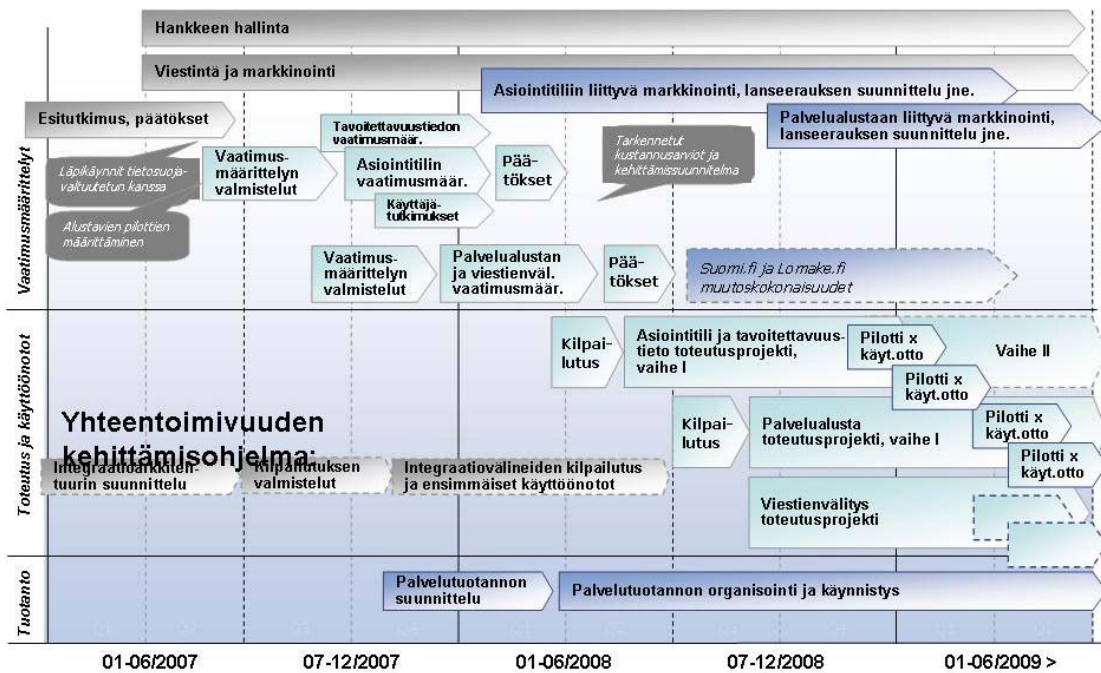 Hankkeen hallinta
Viestintä ja markkinointi
Asiointitiliin liittyvä markkinointi, lanseerauksen suunnittelu jne.
Esitutkimus, päätökset
Palvelualustaan liittyvä markkinointi,
lanseerauksen suunnittelu jne.
Vaatimusmäärittelyt
Läpikäynnit tietosuoja-
valtuutetun kanssa
Alustavien pilottien
määrittäminen
Vaatimus-
määrittelyn
valmistelut
Tavoitettavuustiedon
vaatimusmäär.
Asiointitilin
vaatimusmäär.
Käyttäjä-
tutkimukset
Pää-
tökset
Tarkennetut
kustannusarviot ja
kehittämissuunnitelma
Vaatimus-
määrittelyn
valmistelut
Palvelualustan
ja viestienväl.
vaatimusmäär.
Pää-
tökset
Suomi.fi ja Lomake.fi
muutoskokonaisuudet
Toteutus ja käyttöönotot
Kilpai-
lutus
Asiointitili ja tavoitettavuus-
tieto toteutusprojekti,
vaihe I
Pilotti x
käyt.otto
Vaihe II
Pilotti x
käyt.otto
Yhteentoimivuuden
kehittämisohjelma:
Kilpai-
lutus
Palvelualusta
toteutusprojekti, vaihe I
Pilotti x
käyt.otto
Pilotti x
käyt.otto
Integraatioarkkiteh-
tuurin suunnittelu
Kilpailutuksen
valmistelut
Integraatiovälineiden kilpailutus
ja ensimmäiset käyttöönotot
Viestienvälitys
toteutusprojekti
Tuotanto
Palvelutuotannon
suunnittelu
Palvelutuotannon organisointi ja käynnistys
01-06/2007
07-12/2007
01-06/2008
07-12/2008
01-06/2009 >